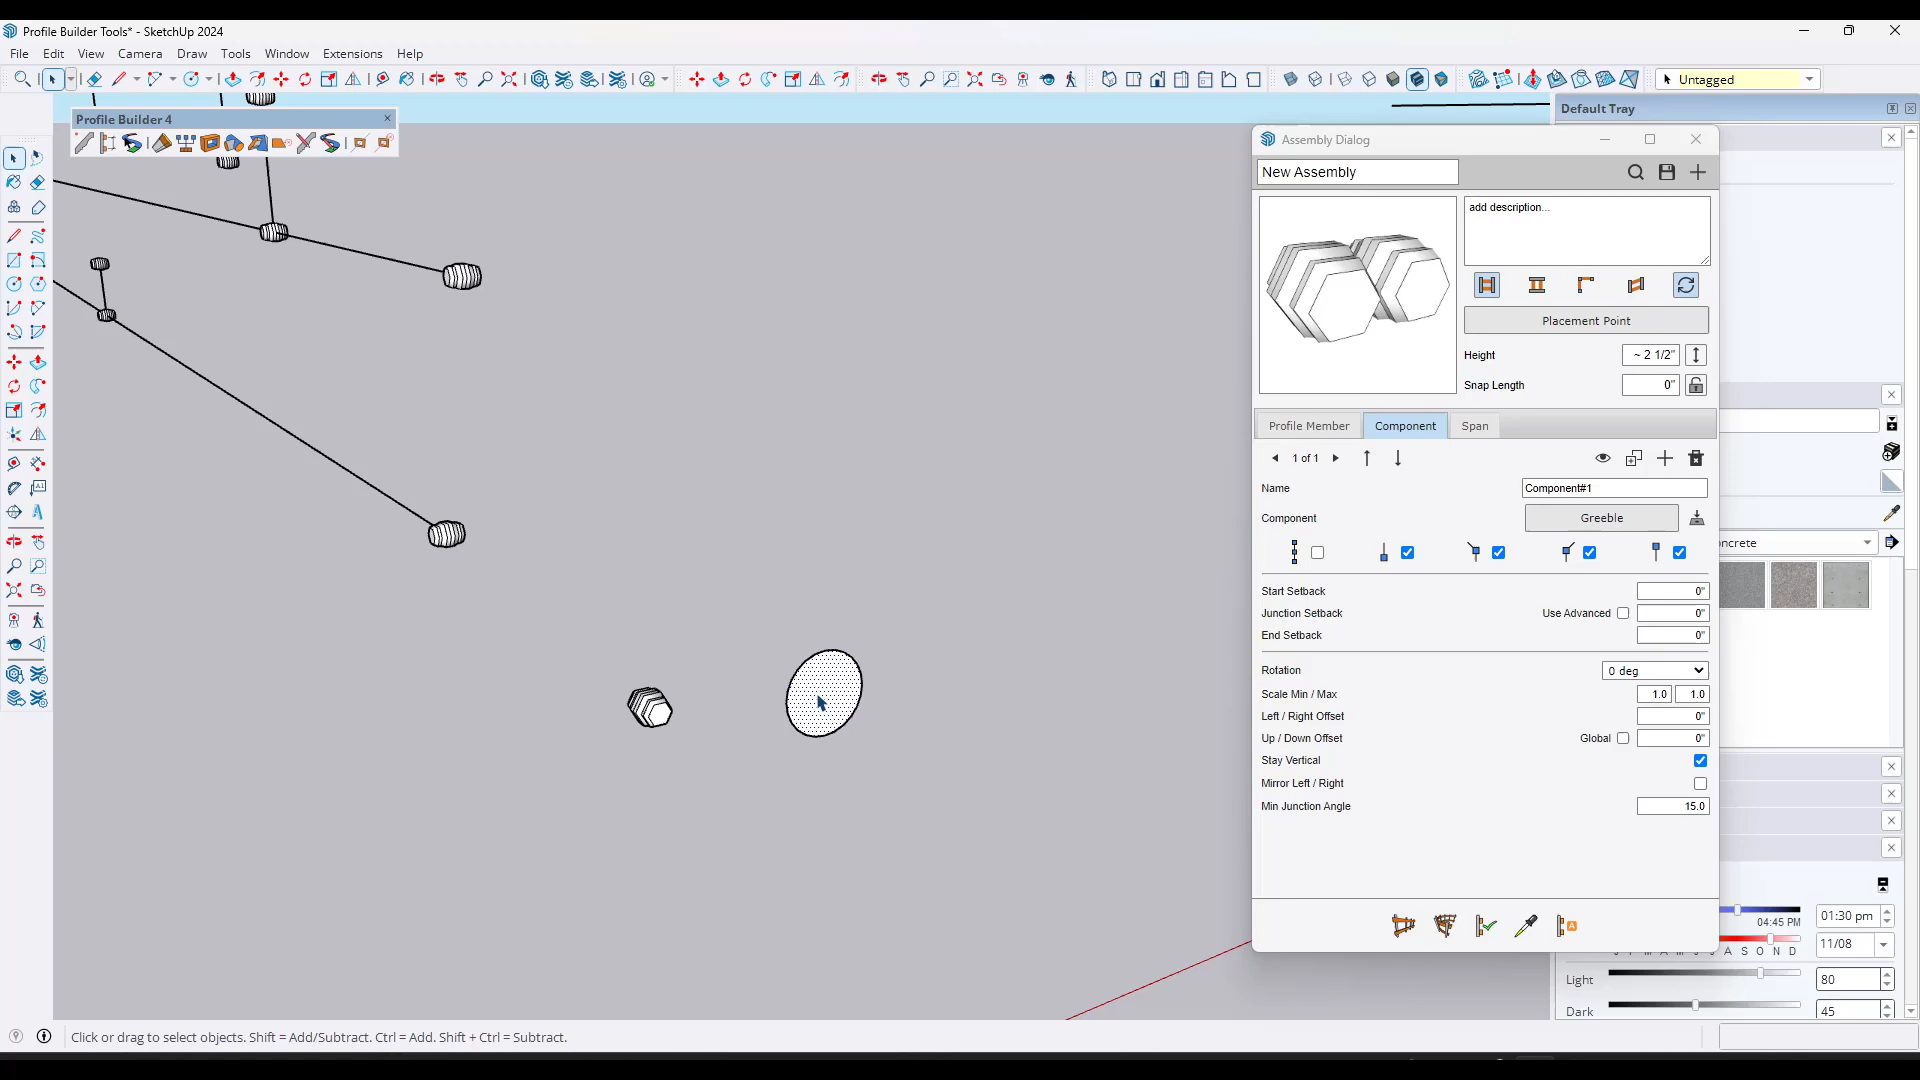 Profile Builder Tools* - SketchUp 2024
File Edit View Camera Draw Tools Window Extensions Help
Untagged
Profile Builder 4
Default Tray
Assembly Dialog
New Assembly
add description...
Placement Point
Height ~ 2 1/2"
Snap Length 0"
Profile Member Component Span
1 of 1
Name Component#1
Component Greeble
Start Setback 0"
Junction Setback Use Advanced 0"
End Setback 0"
Rotation 0 deg
Scale Min / Max 1.0 1.0
Left / Right Offset 0"
Up / Down Offset Global 0"
Stay Vertical
Mirror Left / Right
Min Junction Angle 15.0
ncrete
04:45 PM 01:30 pm
A S O N D 11/08
Light 80
Dark 45
Click or drag to select objects. Shift = Add/Subtract. Ctrl = Add. Shift + Ctrl = Subtract.